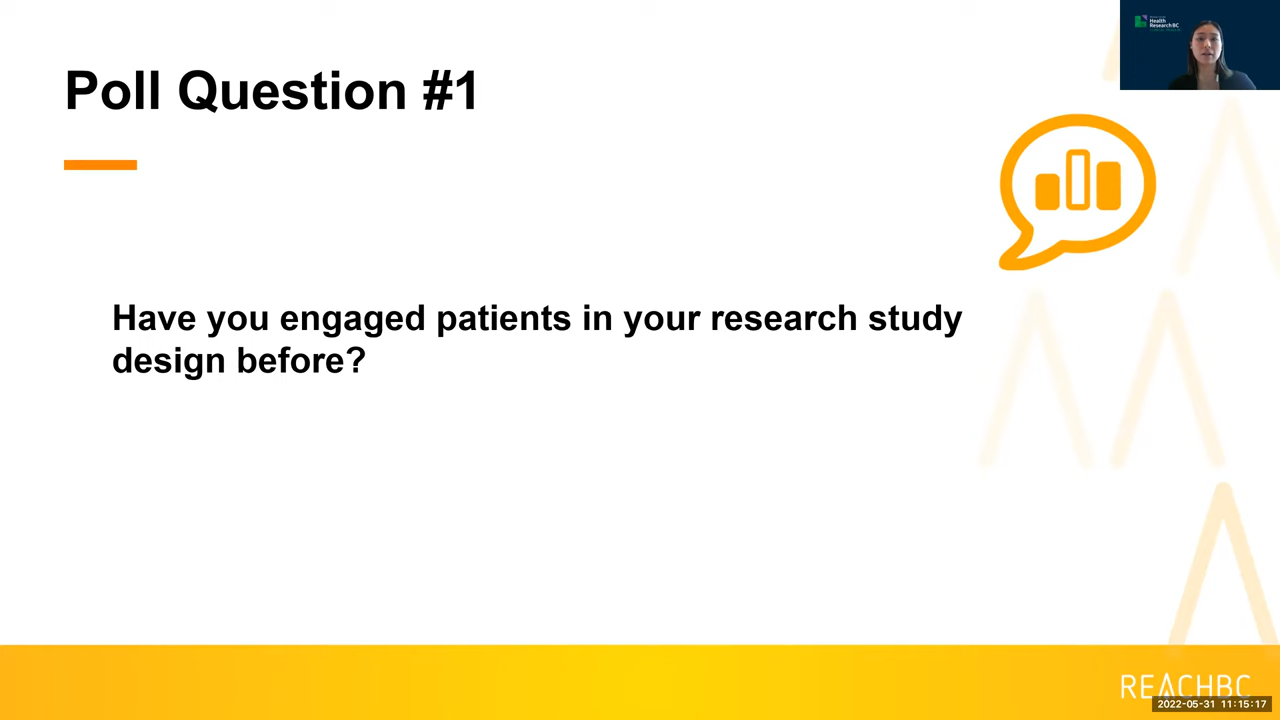 Poll Question #1
Health
Research BC
Have you engaged patients in your research study
design before?
REACHBC
2022-05-31 11:15:17